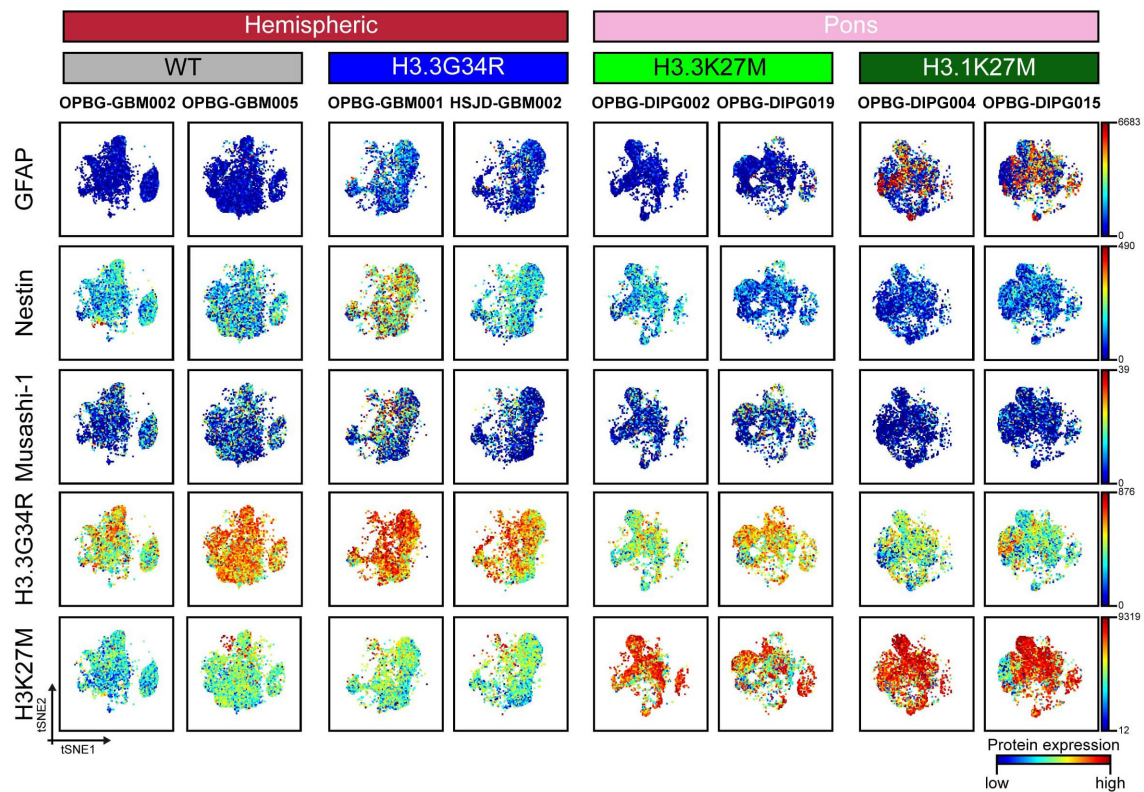 Hemispheric Pons
WT H3.3G34R H3.3K27M H3.1K27M
OPBG-GBM002 OPBG-GBM005 OPBG-GBM001 HSJD-GBM002 OPBG-DIPG002 OPBG-DIPG019 OPBG-DIPG004 OPBG-DIPG015
GFAP
6683
0
Nestin
490
0
Musashi-1
39
0
H3.3G34R
876
0
H3K27M
9319
12
tSNE2
tSNE1
Protein expression
low high